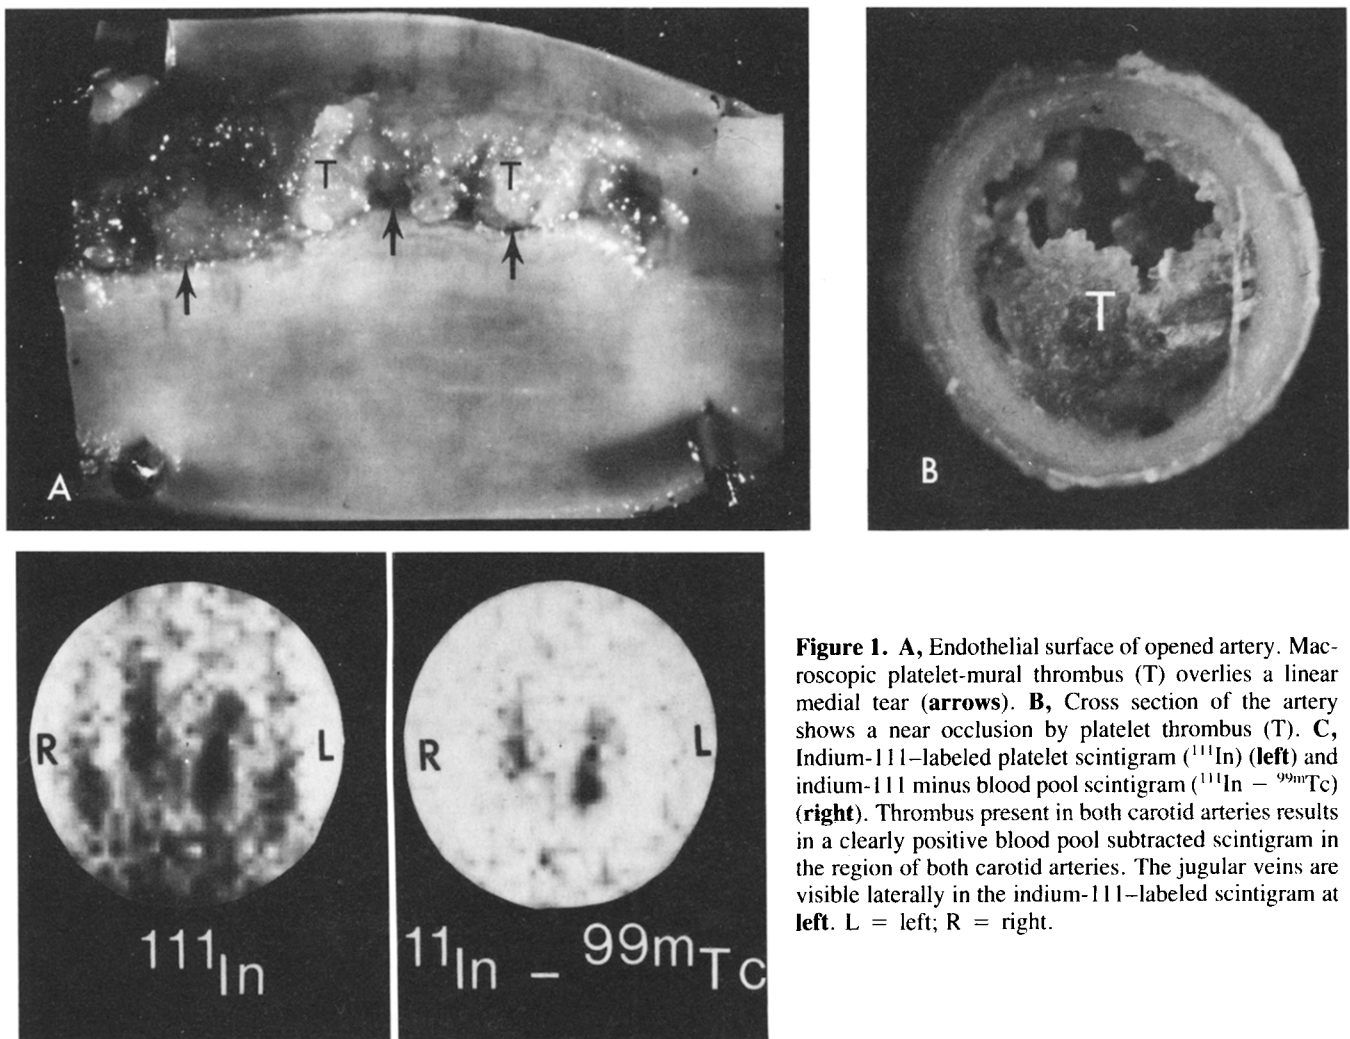 T
T
A
T
B
R
L
R
L
¹¹¹In
¹¹In – ⁹⁹ᵐTc
Figure 1. A, Endothelial surface of opened artery. Mac-
roscopic platelet-mural thrombus (T) overlies a linear
medial tear (arrows). B, Cross section of the artery
shows a near occlusion by platelet thrombus (T). C,
Indium-111–labeled platelet scintigram (¹¹¹In) (left) and
indium-111 minus blood pool scintigram (¹¹¹In − ⁹⁹ᵐTc)
(right). Thrombus present in both carotid arteries results
in a clearly positive blood pool subtracted scintigram in
the region of both carotid arteries. The jugular veins are
visible laterally in the indium-111–labeled scintigram at
left. L = left; R = right.